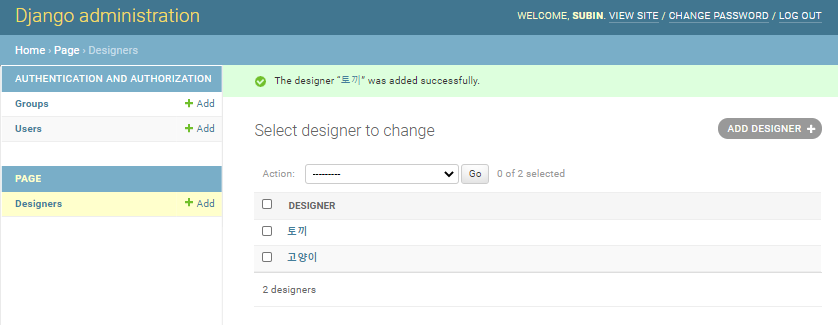 Django administration
WELCOME, SUBIN. VIEW SITE / CHANGE PASSWORD / LOG OUT
Home › Page › Designers
AUTHENTICATION AND AUTHORIZATION
Groups + Add
Users + Add
PAGE
Designers + Add
The designer “토끼” was added successfully.
Select designer to change
ADD DESIGNER +
Action: --------- Go 0 of 2 selected
DESIGNER
토끼
고양이
2 designers